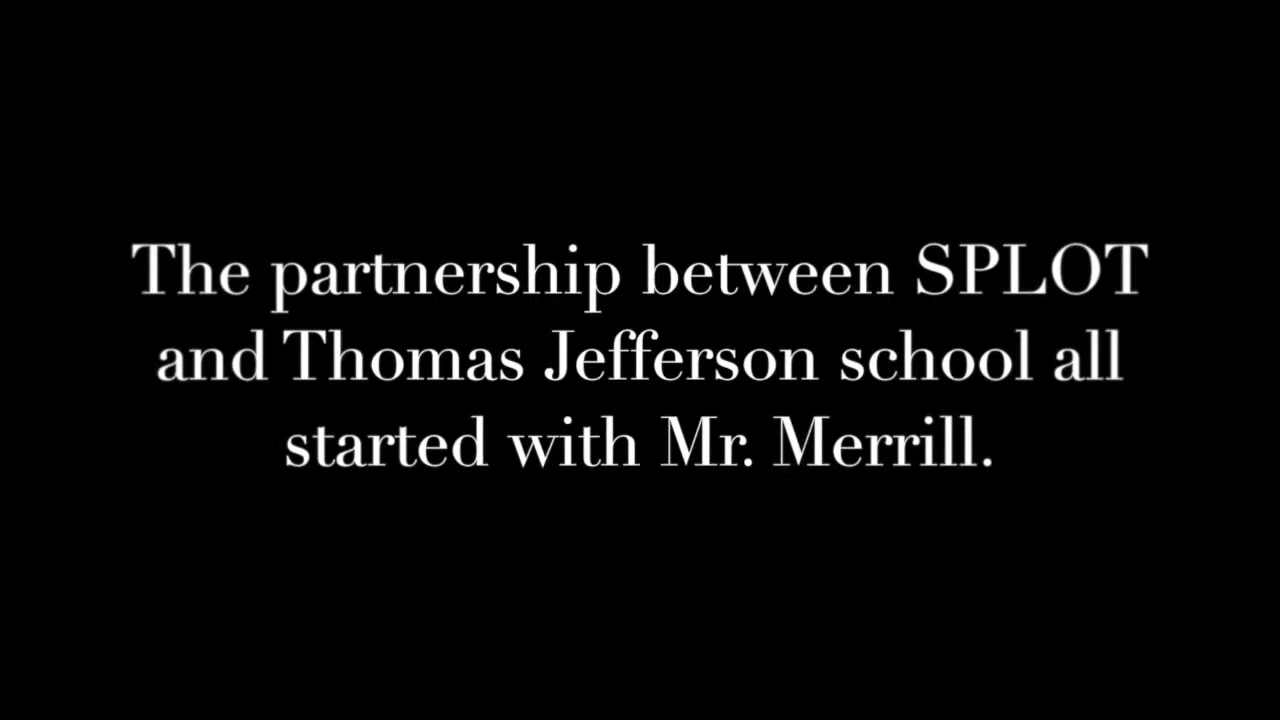 The partnership between SPLOT
and Thomas Jefferson school all
started with Mr. Merrill.